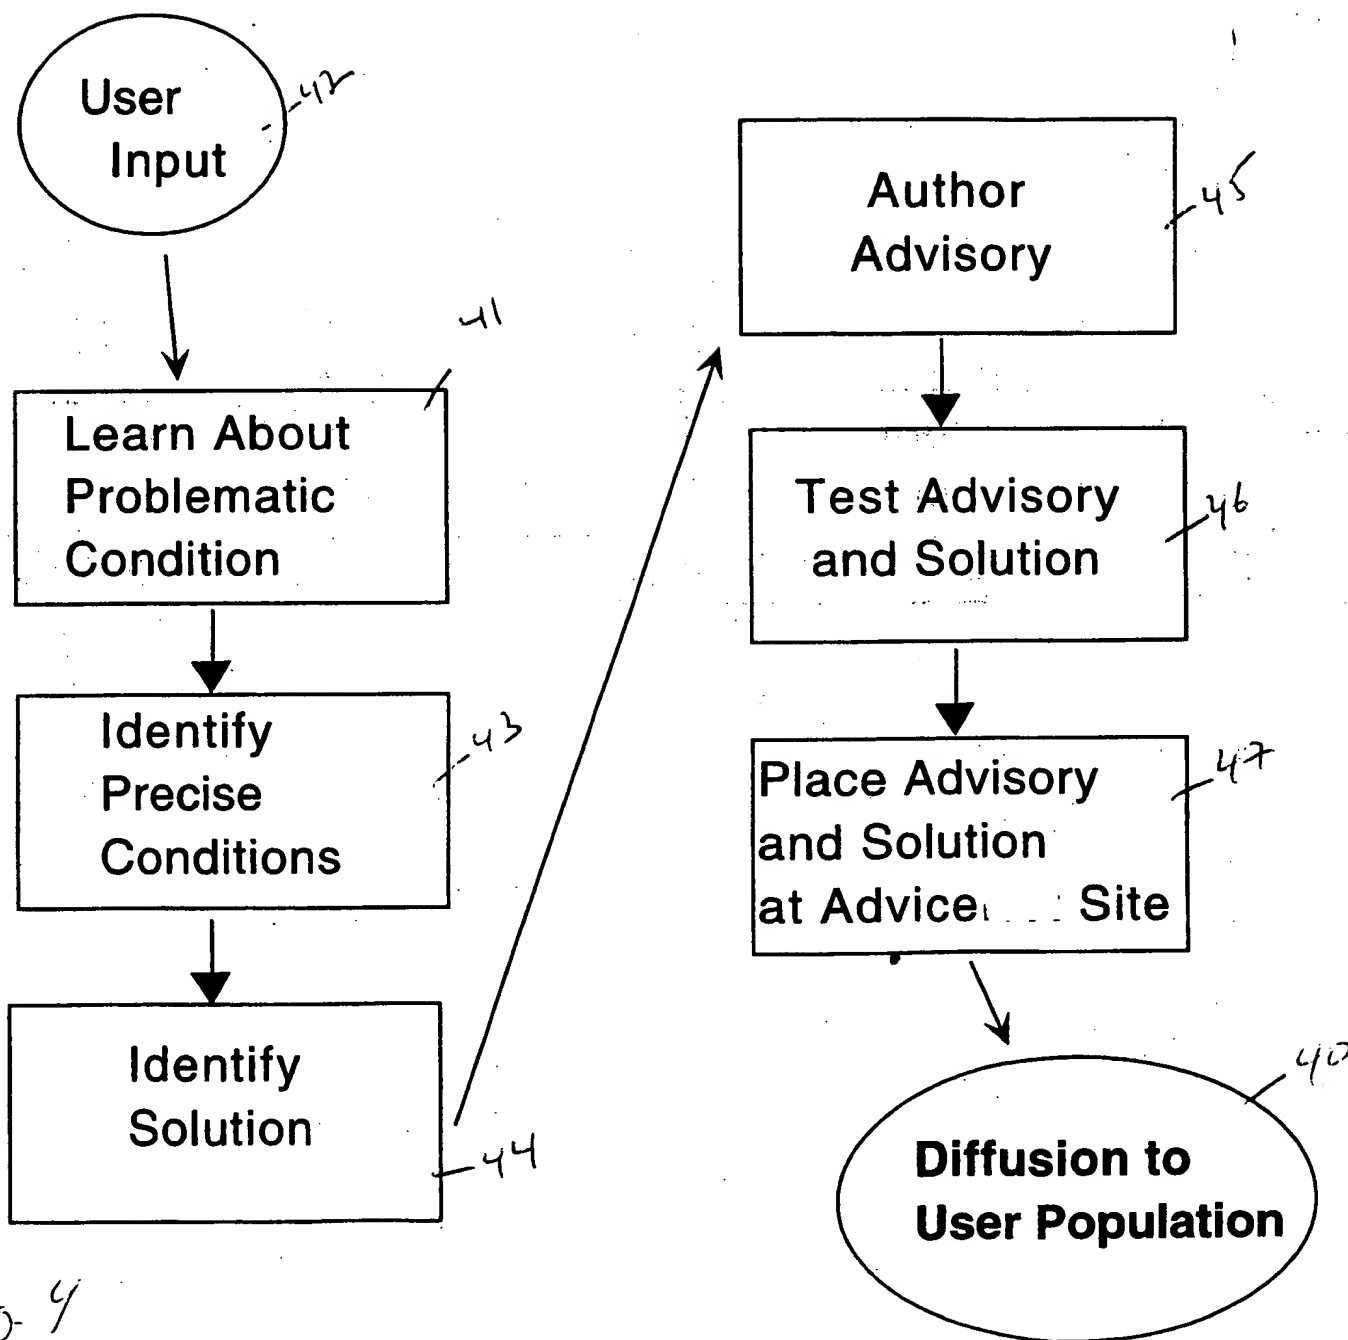 User
Input
42
Learn About
Problematic
Condition
41
Identify
Precise
Conditions
43
Identify
Solution
44
Author
Advisory
45
Test Advisory
and Solution
46
Place Advisory
and Solution
at Advice Site
47
Diffusion to
User Population
40
4